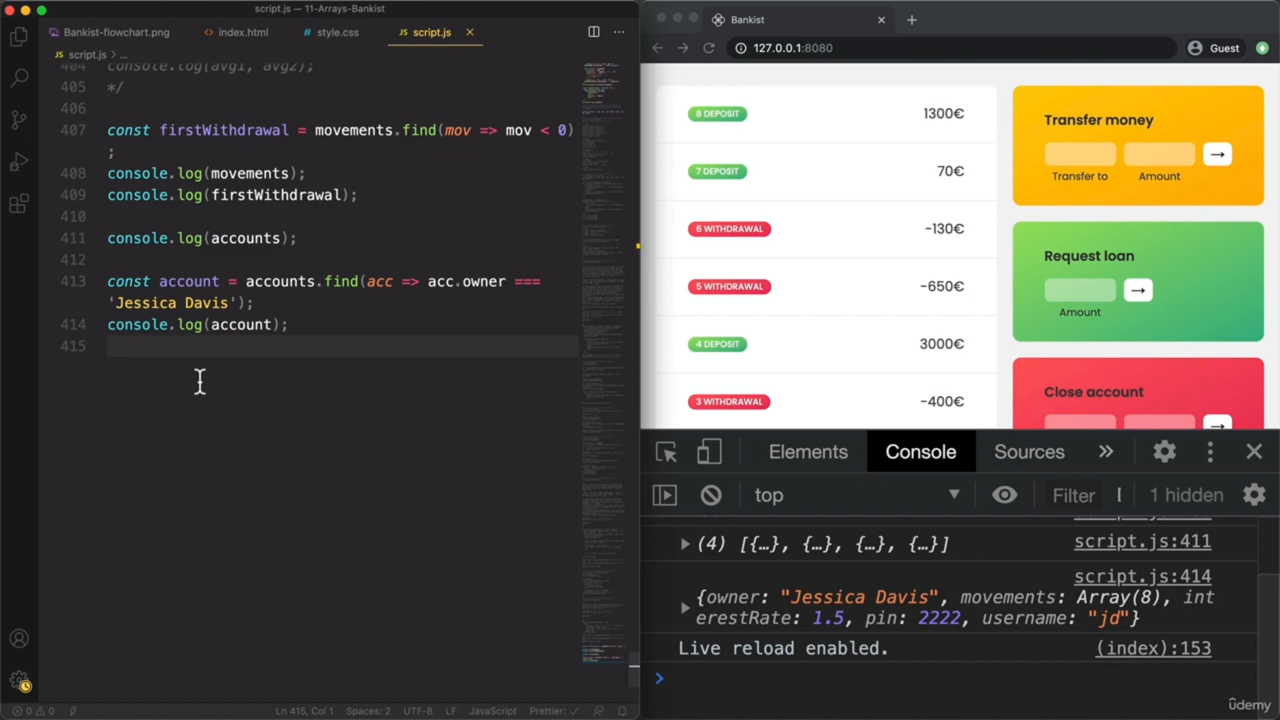 script.js — 11-Arrays-Bankist
Bankist-flowchart.png
index.html
style.css
script.js
script.js > ...
404 console.log(avg1, avg2);
405 */
406
407 const firstWithdrawal = movements.find(mov => mov < 0)
;
408 console.log(movements);
409 console.log(firstWithdrawal);
410
411 console.log(accounts);
412
413 const account = accounts.find(acc => acc.owner ===
'Jessica Davis');
414 console.log(account);
415
0 0
Ln 415, Col 1
Spaces: 2
UTF-8
LF
JavaScript
Prettier: ✓
Bankist
127.0.0.1:8080
Guest
8 DEPOSIT 1300€
7 DEPOSIT 70€
6 WITHDRAWAL -130€
5 WITHDRAWAL -650€
4 DEPOSIT 3000€
3 WITHDRAWAL -400€
Transfer money
Transfer to Amount
Request loan
Amount
Close account
Elements Console Sources
top Filter 1 hidden
(4) [{…}, {…}, {…}, {…}] script.js:411
script.js:414
{owner: "Jessica Davis", movements: Array(8), int
erestRate: 1.5, pin: 2222, username: "jd"}
Live reload enabled. (index):153
ûdemy